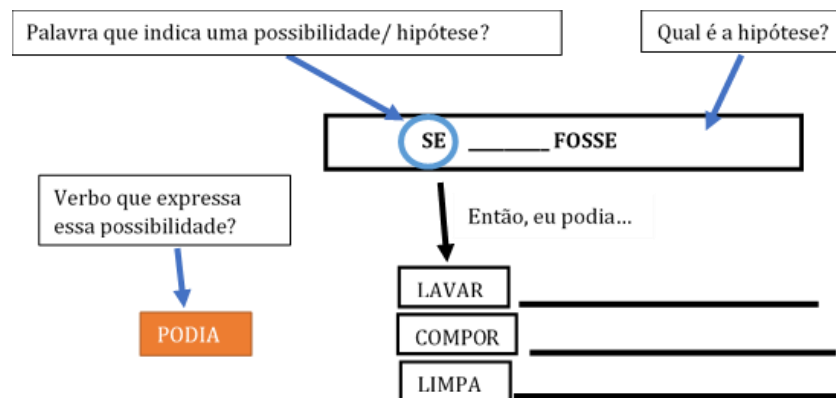 Palavra que indica uma possibilidade/ hipótese?
Qual é a hipótese?
SE _________ FOSSE
Verbo que expressa
essa possibilidade?
Então, eu podia...
LAVAR
PODIA
COMPOR
LIMPA